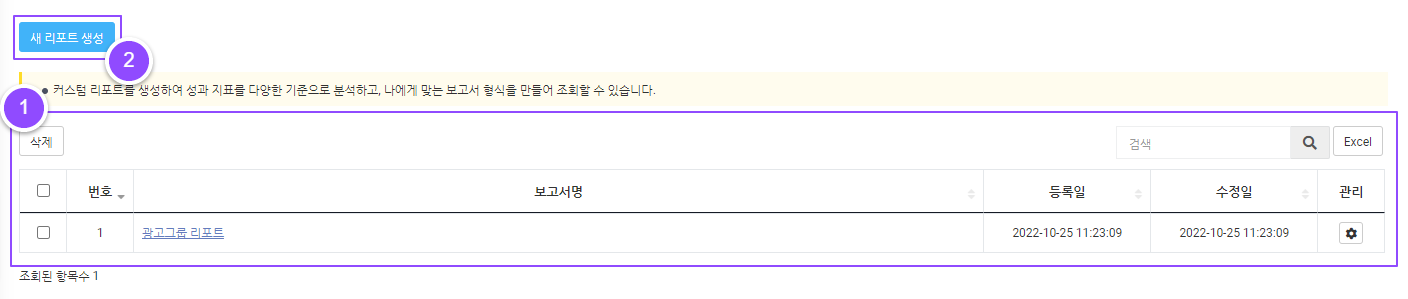 새 리포트 생성
2
커스텀 리포트를 생성하여 성과 지표를 다양한 기준으로 분석하고, 나에게 맞는 보고서 형식을 만들어 조회할 수 있습니다.
1
삭제 검색 Excel
번호 보고서명 등록일 수정일 관리
1 광고그룹 리포트 2022-10-25 11:23:09 2022-10-25 11:23:09
조회된 항목수 1